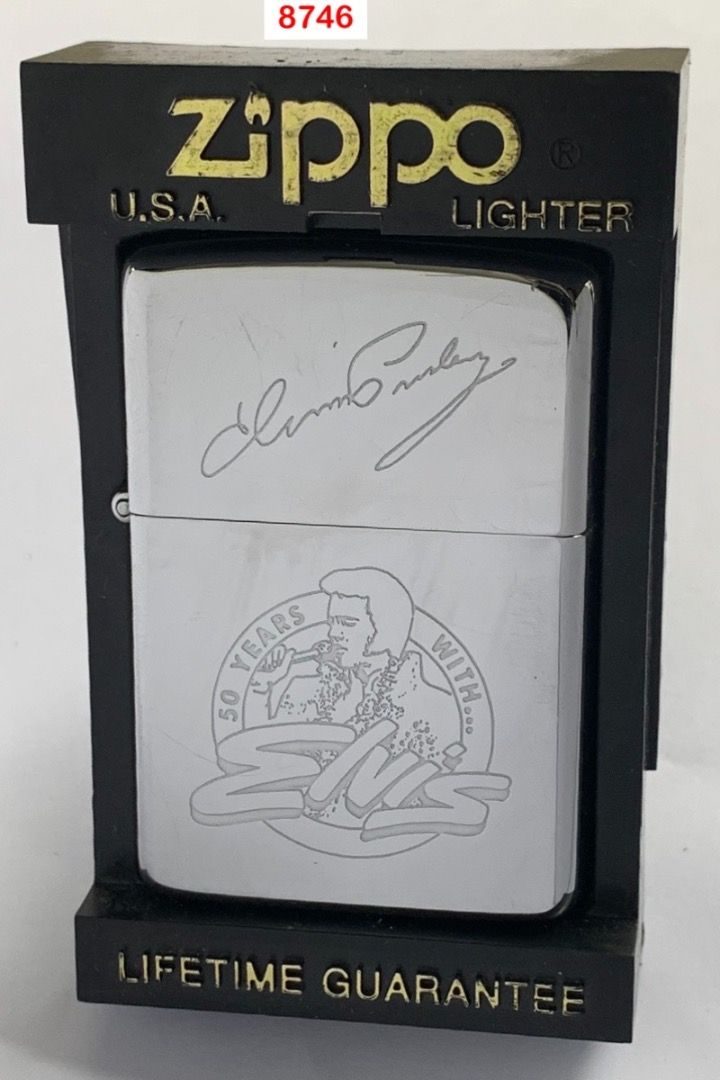 8746
Zippo ®
U.S.A. LIGHTER
Elvis Presley
50 YEARS WITH...
ELVIS
LIFETIME GUARANTEE